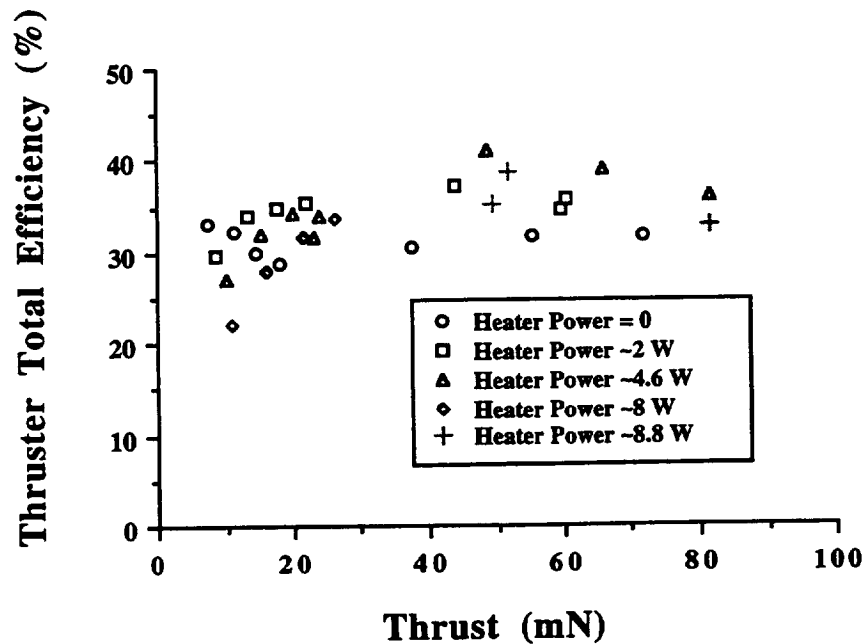 Thruster Total Efficiency (%)
50
40
30
20
10
0
Heater Power = 0
Heater Power ~2 W
Heater Power ~4.6 W
Heater Power ~8 W
Heater Power ~8.8 W
0 20 40 60 80 100
Thrust (mN)